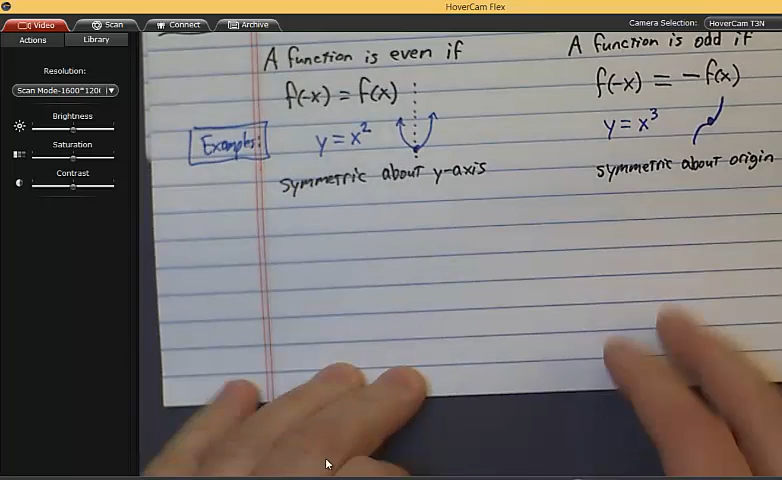 HoverCam Flex
Video
Scan
Connect
Archive
Camera Selection:
HoverCam T3N
Actions
Library
Resolution:
Scan Mode-1600*120
Brightness
Saturation
Contrast
A function is even if
f(-x) = f(x)
Examples:
y = x²
symmetric about y-axis
A function is odd if
f(-x) = -f(x)
y = x³
symmetric about origin